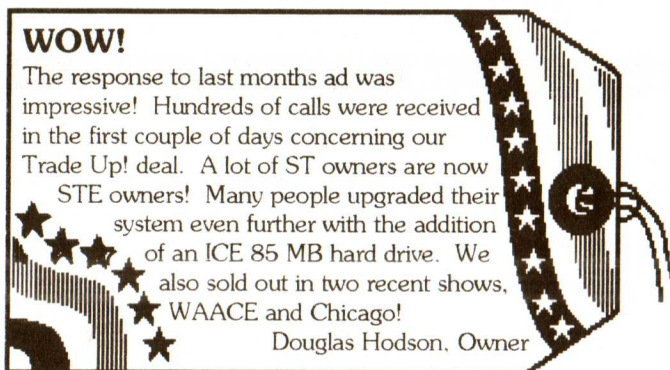 WOW!
The response to last months ad was
impressive! Hundreds of calls were received
in the first couple of days concerning our
Trade Up! deal. A lot of ST owners are now
STE owners! Many people upgraded their
system even further with the addition
of an ICE 85 MB hard drive. We
also sold out in two recent shows,
WAACE and Chicago!
Douglas Hodson, Owner